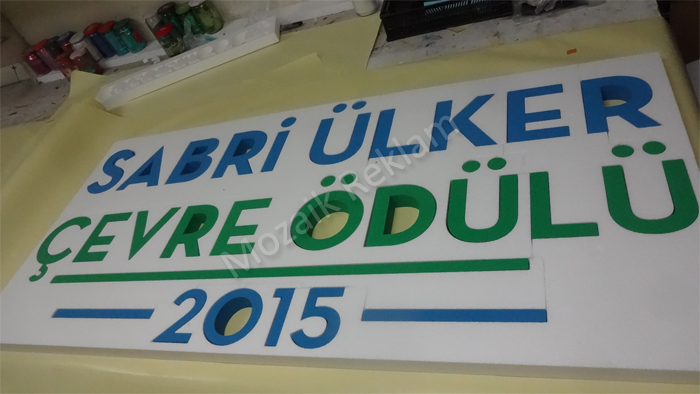 SABRİ ÜLKER
ÇEVRE ÖDÜLÜ
2015
Mozaik Reklam